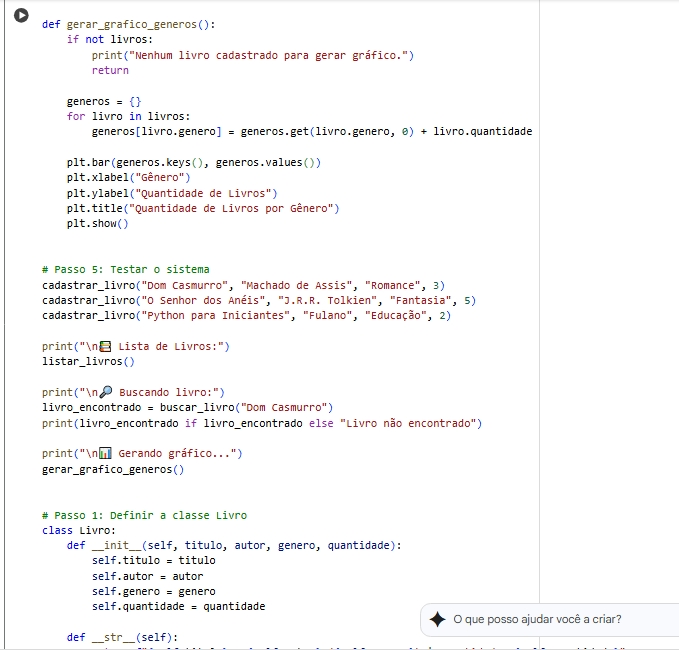 def gerar_grafico_generos():
    if not livros:
        print("Nenhum livro cadastrado para gerar gráfico.")
        return

    generos = {}
    for livro in livros:
        generos[livro.genero] = generos.get(livro.genero, 0) + livro.quantidade

    plt.bar(generos.keys(), generos.values())
    plt.xlabel("Gênero")
    plt.ylabel("Quantidade de Livros")
    plt.title("Quantidade de Livros por Gênero")
    plt.show()

# Passo 5: Testar o sistema
cadastrar_livro("Dom Casmurro", "Machado de Assis", "Romance", 3)
cadastrar_livro("O Senhor dos Anéis", "J.R.R. Tolkien", "Fantasia", 5)
cadastrar_livro("Python para Iniciantes", "Fulano", "Educação", 2)

print("\n📚 Lista de Livros:")
listar_livros()

print("\n🔎 Buscando livro:")
livro_encontrado = buscar_livro("Dom Casmurro")
print(livro_encontrado if livro_encontrado else "Livro não encontrado")

print("\n📊 Gerando gráfico...")
gerar_grafico_generos()

# Passo 1: Definir a classe Livro
class Livro:
    def __init__(self, titulo, autor, genero, quantidade):
        self.titulo = titulo
        self.autor = autor
        self.genero = genero
        self.quantidade = quantidade

    def __str__(self):
O que posso ajudar você a criar?